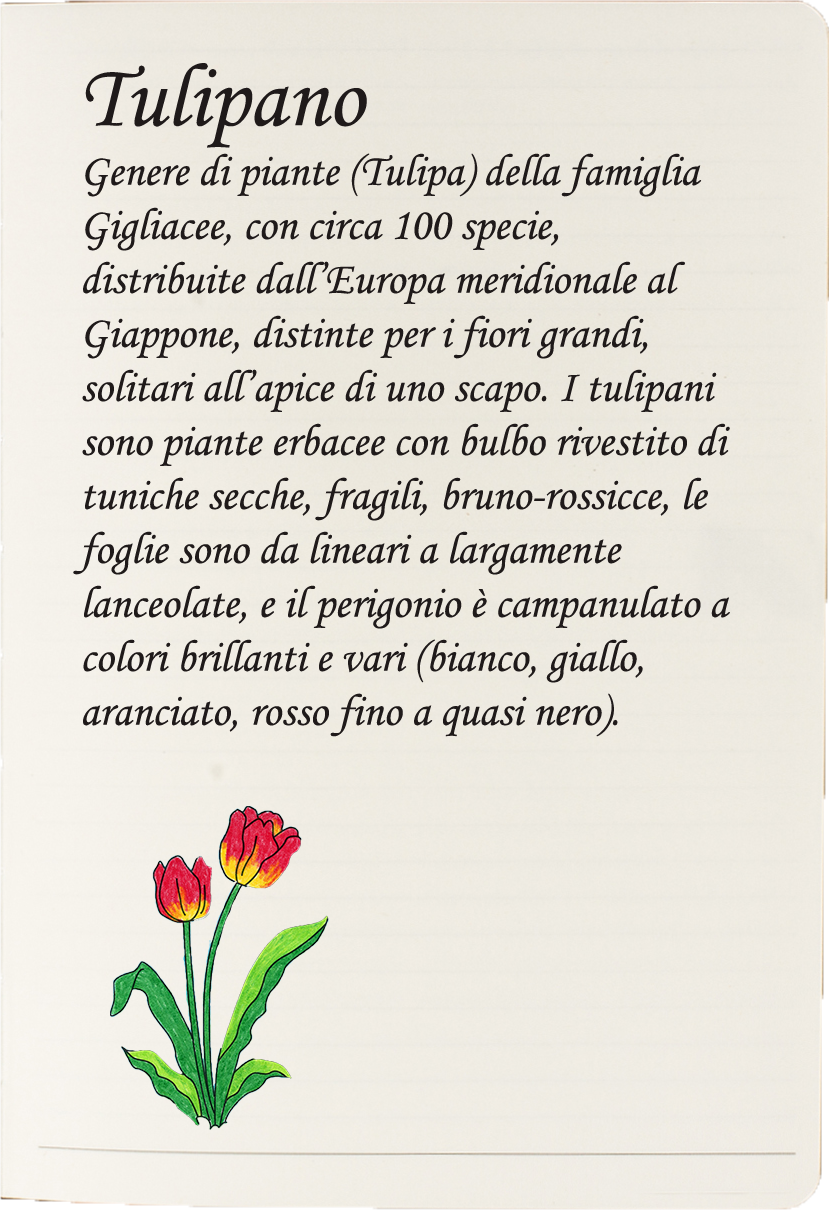 Tulipano
Genere di piante (Tulipa) della famiglia
Gigliacee, con circa 100 specie,
distribuite dall'Europa meridionale al
Giappone, distinte per i fiori grandi,
solitari all'apice di uno scapo. I tulipani
sono piante erbacee con bulbo rivestito di
tuniche secche, fragili, bruno-rossicce, le
foglie sono da lineari a largamente
lanceolate, e il perigonio è campanulato a
colori brillanti e vari (bianco, giallo,
aranciato, rosso fino a quasi nero).